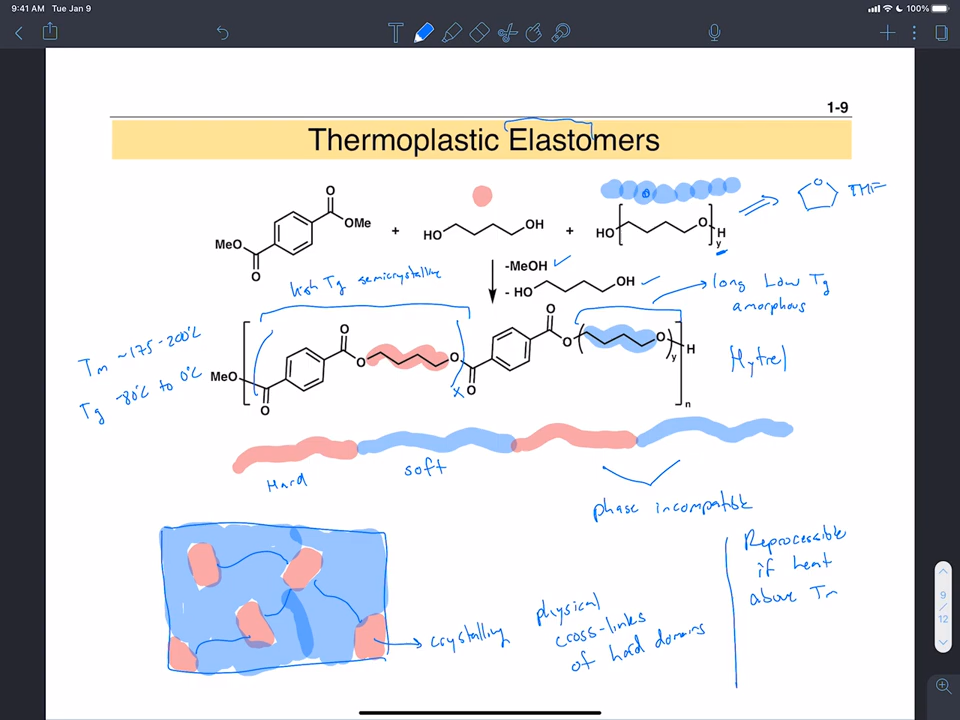 9:41 AM Tue Jan 9
100%
1-9
Thermoplastic Elastomers
O
OMe
MeO
O
+
HO
OH
+
HO
O
H
y
O
THF
-MeOH
- HO
OH
high Tg semicrystalline
long Low Tg
amorphous
Tm ~175-200°C
Tg -80°C to 0°C
MeO
O
O
O
O
x
O
O
O
O
y
H
n
(Hytrel)
Hard
soft
phase incompatible
Reprocessible
if heat
above Tm
physical
cross-links
of hard domains
crystalling
9
/
12